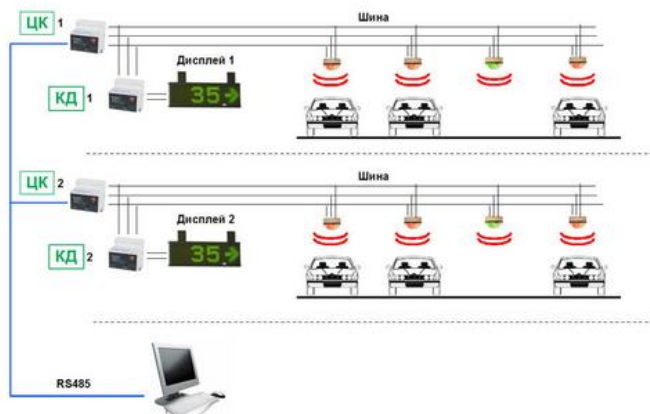 ЦК 1
Шина
Дисплей 1
35→
КД 1
ЦК 2
Шина
Дисплей 2
35→
КД 2
RS485